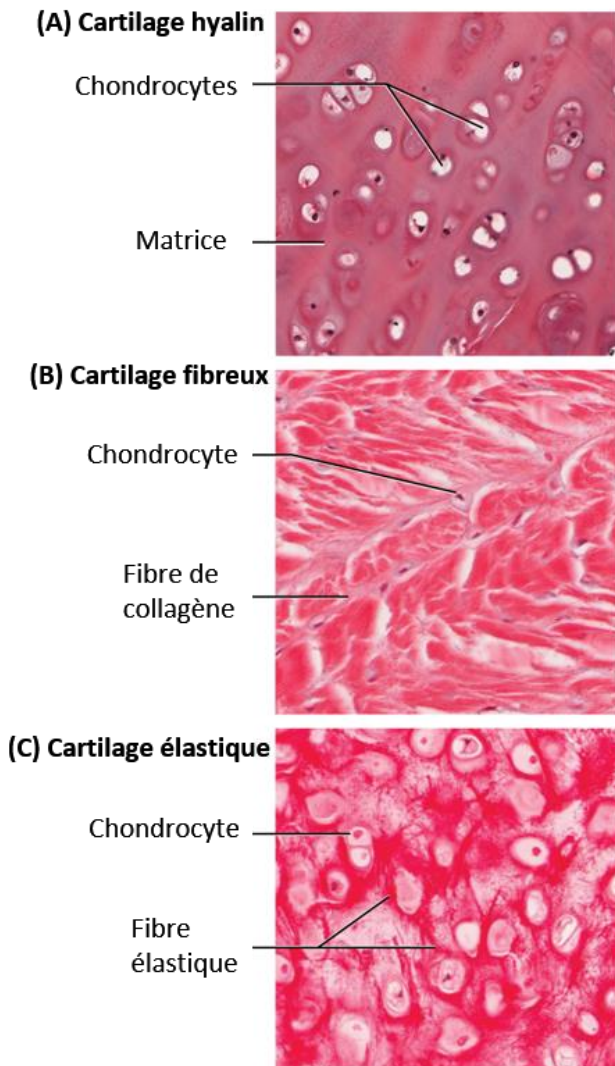 (A) Cartilage hyalin
Chondrocytes
Matrice
(B) Cartilage fibreux
Chondrocyte
Fibre de
collagène
(C) Cartilage élastique
Chondrocyte
Fibre
élastique